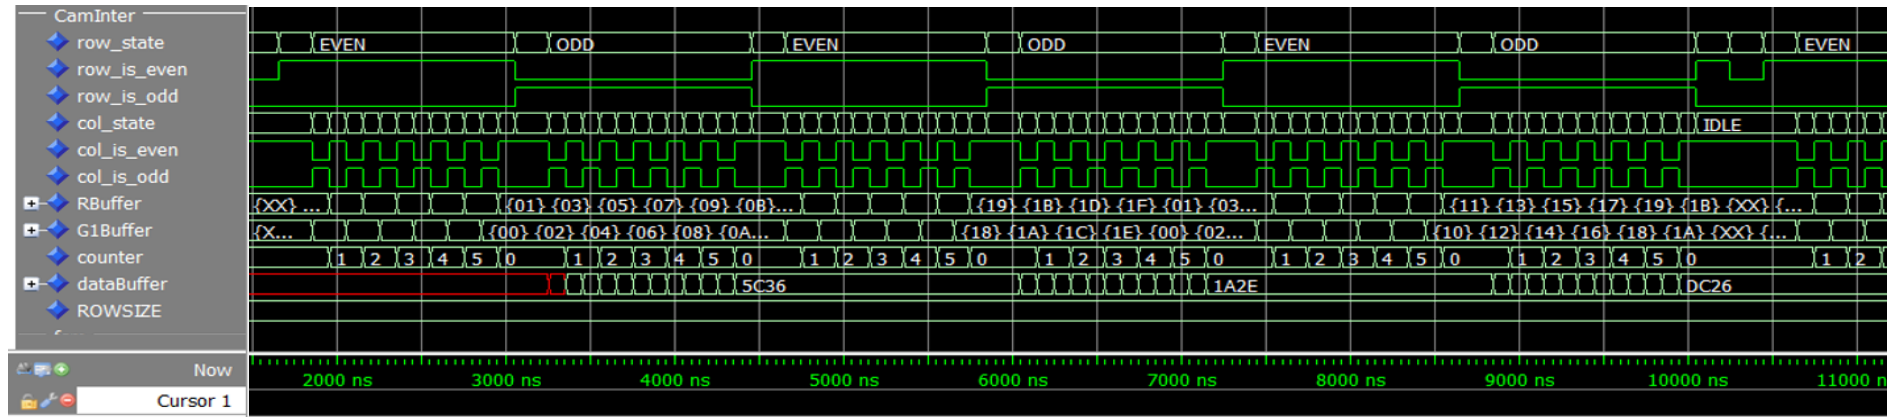 CamInter
row_state EVEN ODD EVEN ODD EVEN ODD EVEN
row_is_even
row_is_odd
col_state IDLE
col_is_even
col_is_odd
RBuffer {XX} ... {01} {03} {05} {07} {09} {0B}... {19} {1B} {1D} {1F} {01} {03... {11} {13} {15} {17} {19} {1B} {XX} {...
G1Buffer {X... {00} {02} {04} {06} {08} {0A... {18} {1A} {1C} {1E} {00} {02... {10} {12} {14} {16} {18} {1A} {XX} {...
counter 1 2 3 4 5 0 1 2 3 4 5 0 1 2 3 4 5 0 1 2 3 4 5 0 1 2 3 4 5 0 1 2 3 4 5 0 1 2
dataBuffer 5C36 1A2E DC26
ROWSIZE
Now
2000 ns 3000 ns 4000 ns 5000 ns 6000 ns 7000 ns 8000 ns 9000 ns 10000 ns 11000 n
Cursor 1